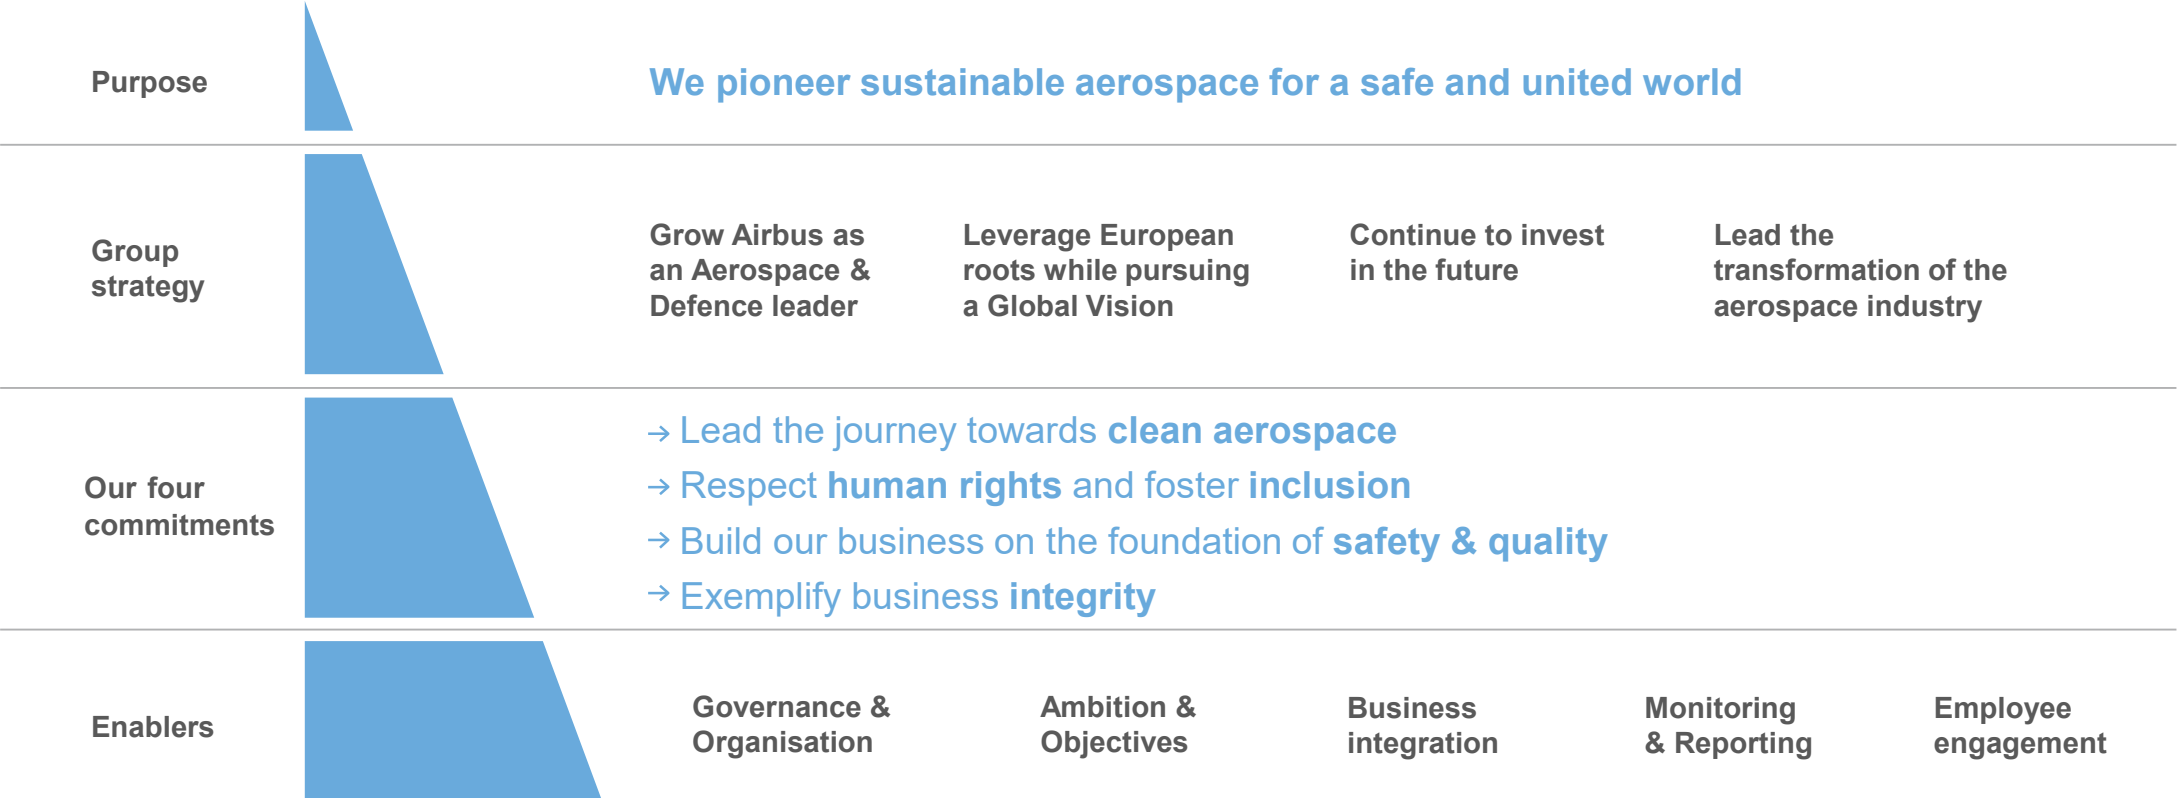 Purpose
We pioneer sustainable aerospace for a safe and united world
Group
strategy
Grow Airbus as
an Aerospace &
Defence leader
Leverage European
roots while pursuing
a Global Vision
Continue to invest
in the future
Lead the
transformation of the
aerospace industry
Our four
commitments
→ Lead the journey towards clean aerospace
→ Respect human rights and foster inclusion
→ Build our business on the foundation of safety & quality
→ Exemplify business integrity
Enablers
Governance &
Organisation
Ambition &
Objectives
Business
integration
Monitoring
& Reporting
Employee
engagement